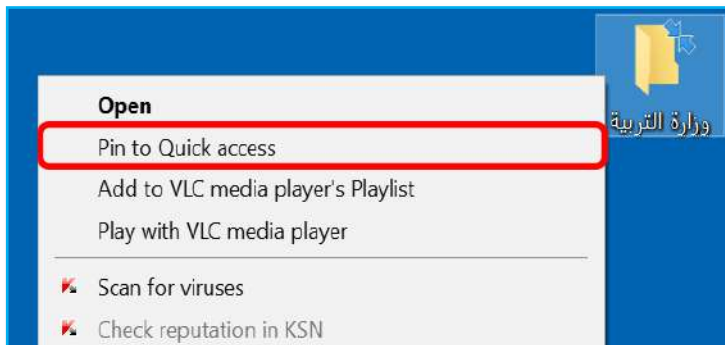 وزارة التربية
Open
Pin to Quick access
Add to VLC media player's Playlist
Play with VLC media player
Scan for viruses
Check reputation in KSN